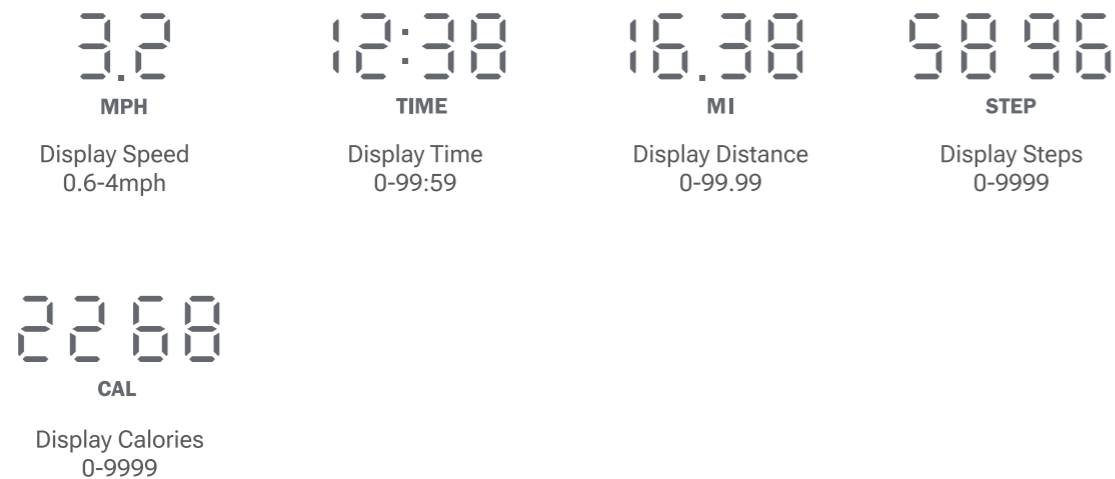 3.2
12:38
16.38
5896
MPH
TIME
MI
STEP
Display Speed
Display Time
Display Distance
Display Steps
0.6-4mph
0-99:59
0-99.99
0-9999
2268
CAL
Display Calories
0-9999